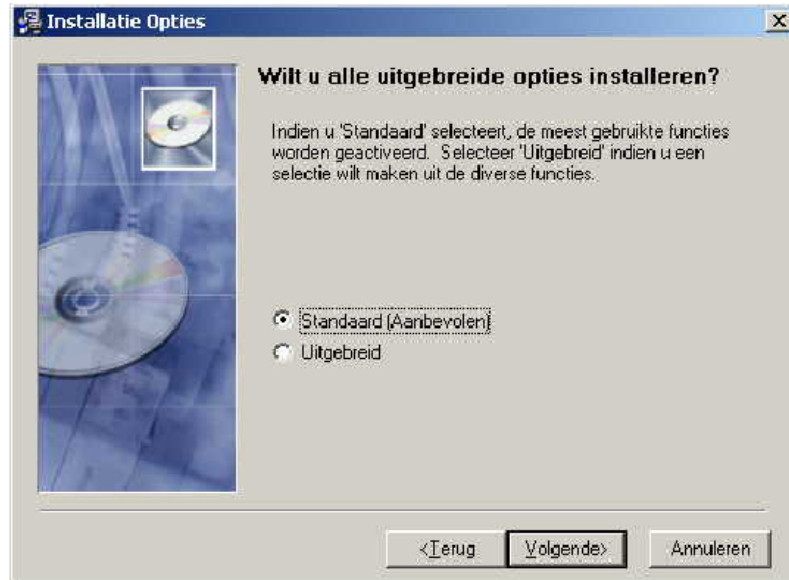 Installatie Opties
Wilt u alle uitgebreide opties installeren?
Indien u 'Standaard' selecteert, de meest gebruikte functies
worden geactiveerd. Selecteer 'Uitgebreid' indien u een
selectie wilt maken uit de diverse functies.
Standaard (Aanbevolen)
Uitgebreid
<Terug
Volgende>
Annuleren